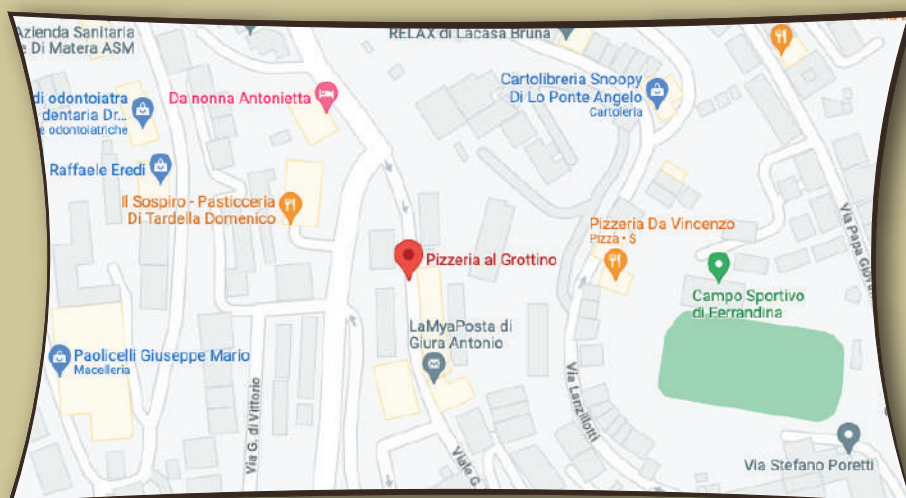 Azienda Sanitaria
e Di Matera ASM
RELAX di Lacasa Bruna
Cartolibreria Snoopy
Di Lo Ponte Angelo
Cartoleria
di odontoiatra
dentaria Dr...
e odontoiatriche
Da nonna Antonietta
Raffaele Eredi
Il Sospiro - Pasticceria
Di Tardella Domenico
Pizzeria Da Vincenzo
Pizza • $
Via Papa Giovan
Pizzeria al Grottino
Campo Sportivo
di Ferrandina
LaMyaPosta di
Giura Antonio
Paolicelli Giuseppe Mario
Macelleria
Via G. di Vittorio
Via Lanzillotti
Viale G.
Via Stefano Poretti